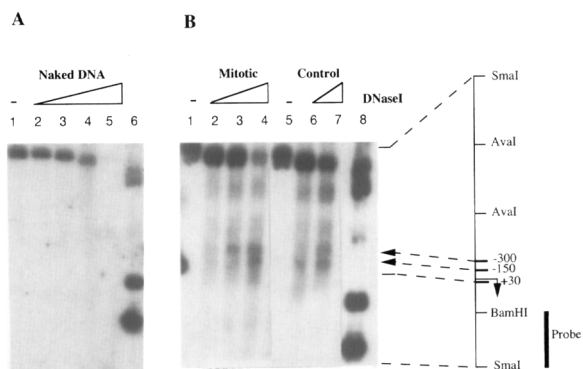 A
B
Naked DNA
Mitotic
Control
DNaseI
-
1 2 3 4 5 6
-
1 2 3 4
-
5 6 7 8
SmaI
AvaI
AvaI
-300
-150
+30
BamHI
Probe
SmaI